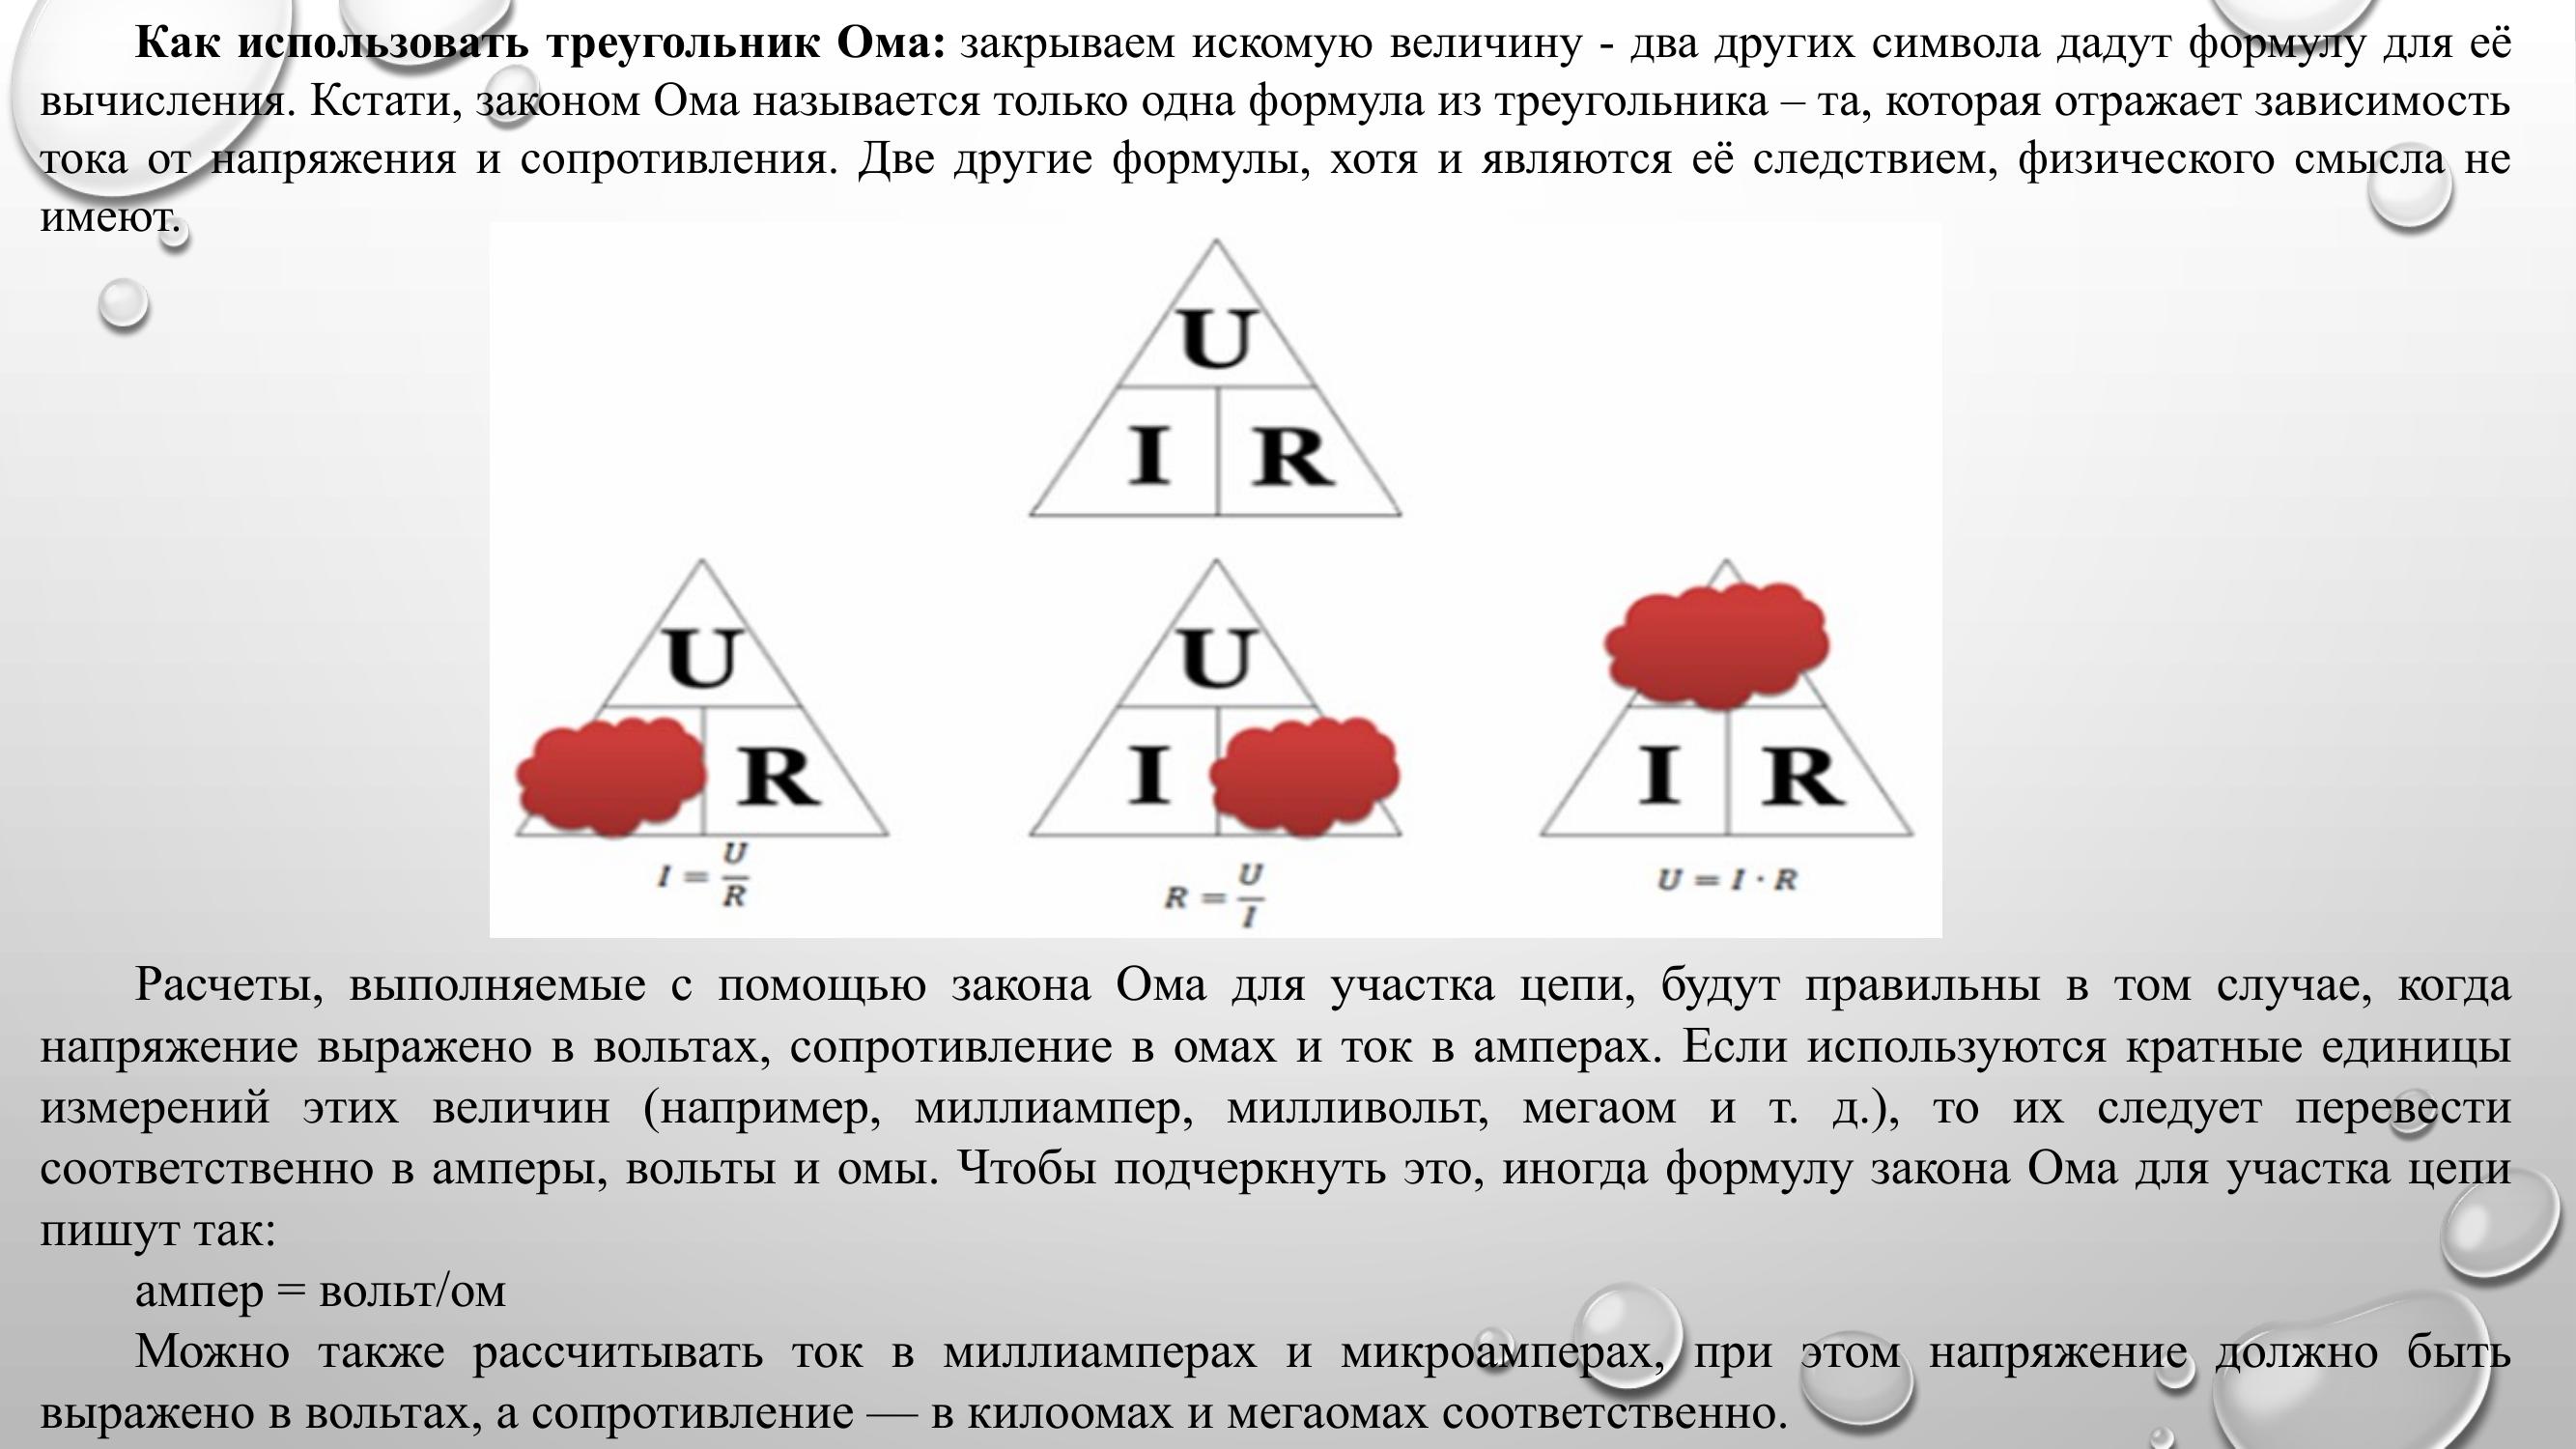 Как использовать треугольник Ома: закрываем искомую величину - два других символа дадут формулу для её
вычисления. Кстати, законом Ома называется только одна формула из треугольника – та, которая отражает зависимость
тока от напряжения и сопротивления. Две другие формулы, хотя и являются её следствием, физического смысла не
имеют.
U
I R
U
R
U
I
I R
I = U/R
R = U/I
U = I · R
Расчеты, выполняемые с помощью закона Ома для участка цепи, будут правильны в том случае, когда
напряжение выражено в вольтах, сопротивление в омах и ток в амперах. Если используются кратные единицы
измерений этих величин (например, миллиампер, милливольт, мегаом и т. д.), то их следует перевести
соответственно в амперы, вольты и омы. Чтобы подчеркнуть это, иногда формулу закона Ома для участка цепи
пишут так:
ампер = вольт/ом
Можно также рассчитывать ток в миллиамперах и микроамперах, при этом напряжение должно быть
выражено в вольтах, а сопротивление — в килоомах и мегаомах соответственно.